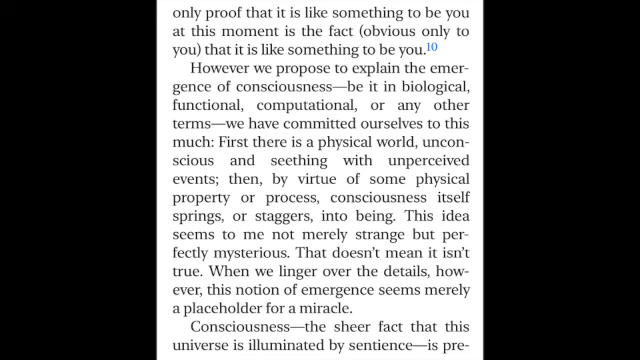 only proof that it is like something to be you
at this moment is the fact (obvious only to
you) that it is like something to be you.10
However we propose to explain the emer-
gence of consciousness—be it in biological,
functional, computational, or any other
terms—we have committed ourselves to this
much: First there is a physical world, uncon-
scious and seething with unperceived
events; then, by virtue of some physical
property or process, consciousness itself
springs, or staggers, into being. This idea
seems to me not merely strange but per-
fectly mysterious. That doesn’t mean it isn’t
true. When we linger over the details, how-
ever, this notion of emergence seems merely
a placeholder for a miracle.
Consciousness—the sheer fact that this
universe is illuminated by sentience—is pre-